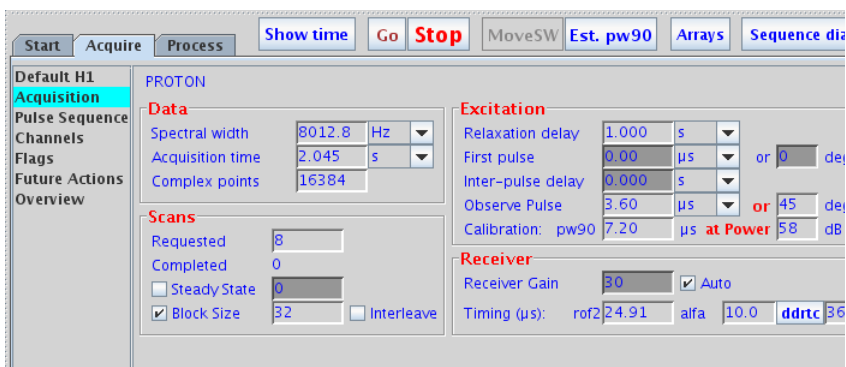 Start Acquire Process Show time Go Stop MoveSW Est. pw90 Arrays Sequence dia
Default H1
Acquisition
Pulse Sequence
Channels
Flags
Future Actions
Overview
PROTON
Data
Spectral width 8012.8 Hz
Acquisition time 2.045 s
Complex points 16384
Scans
Requested 8
Completed 0
Steady State 0
Block Size 32 Interleave
Excitation
Relaxation delay 1.000 s
First pulse 0.00 µs or 0 deg
Inter-pulse delay 0.000 s
Observe Pulse 3.60 µs or 45 deg
Calibration: pw90 7.20 µs at Power 58 dB
Receiver
Receiver Gain 30 Auto
Timing (µs): rof2 24.91 alfa 10.0 ddrtc 36